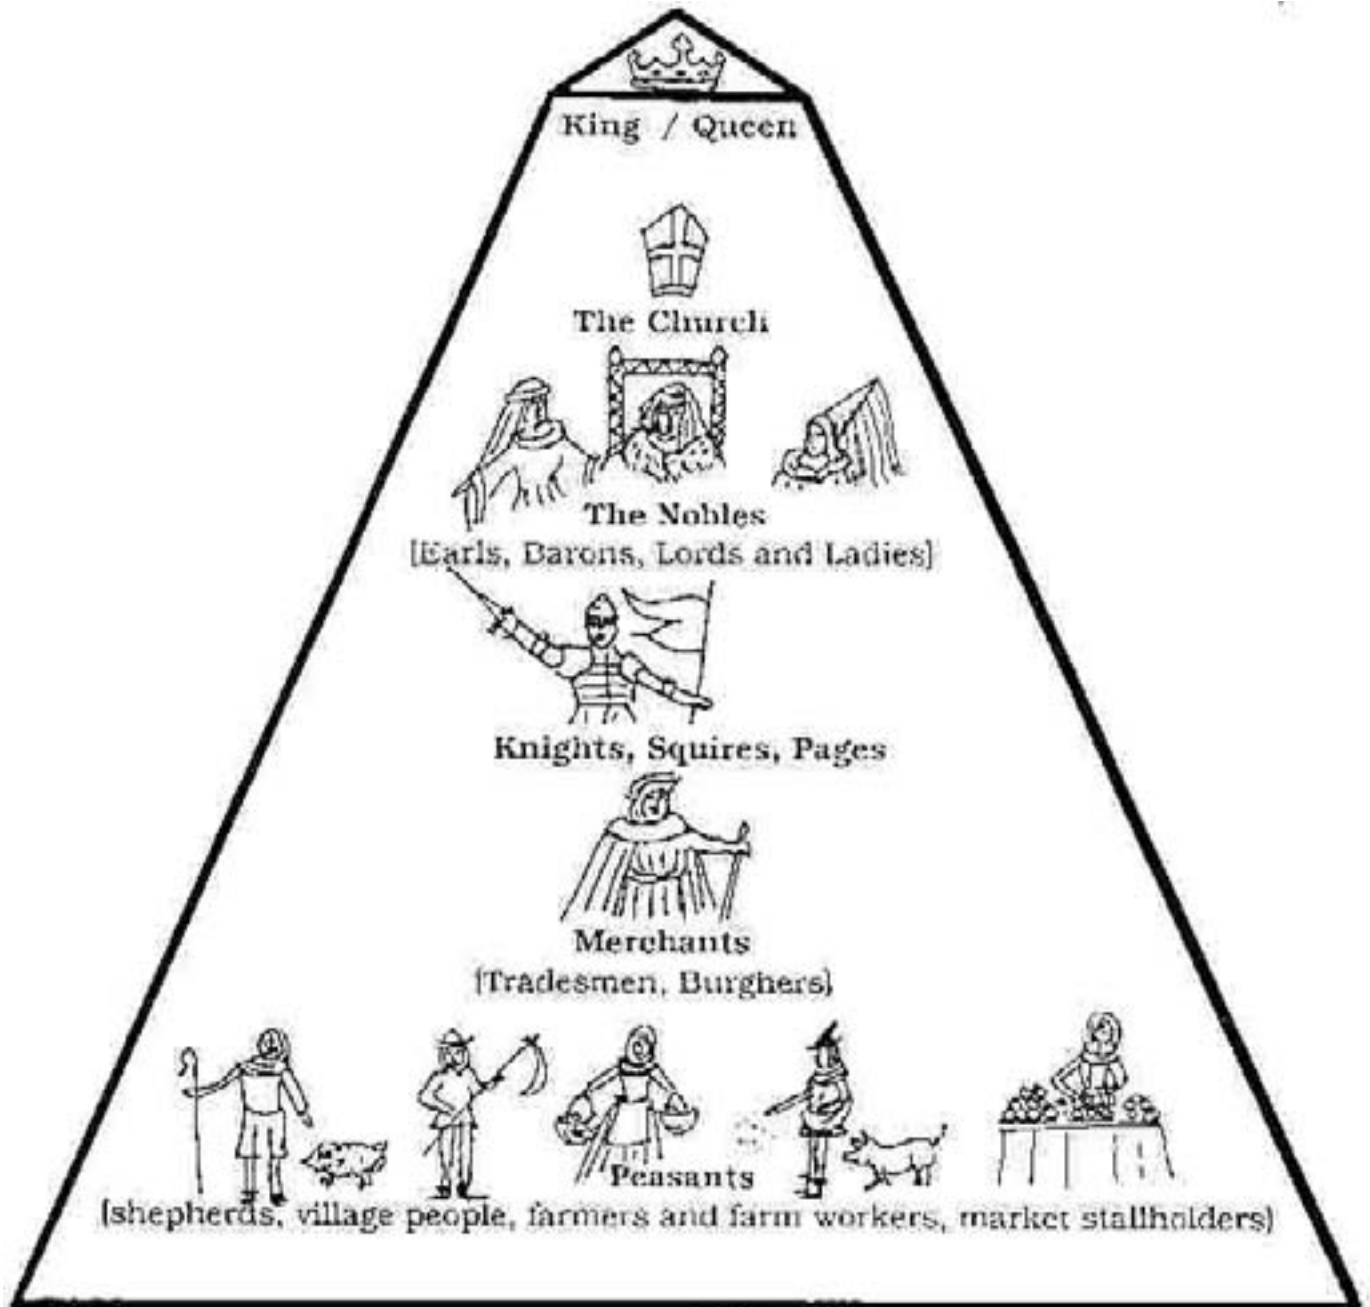 King / Queen
The Church
The Nobles
(Earls, Barons, Lords and Ladies)
Knights, Squires, Pages
Merchants
(Tradesmen, Burghers)
Peasants
(shepherds, village people, farmers and farm workers, market stallholders)